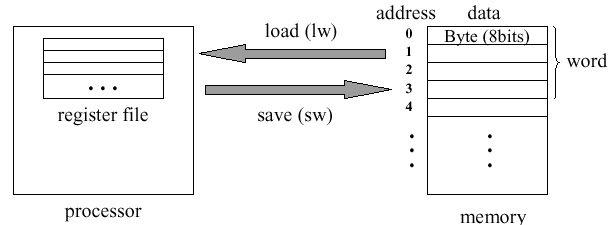 address data
load (lw)
0 Byte (8bits)
1
word
2
3
register file
save (sw)
4
processor
memory